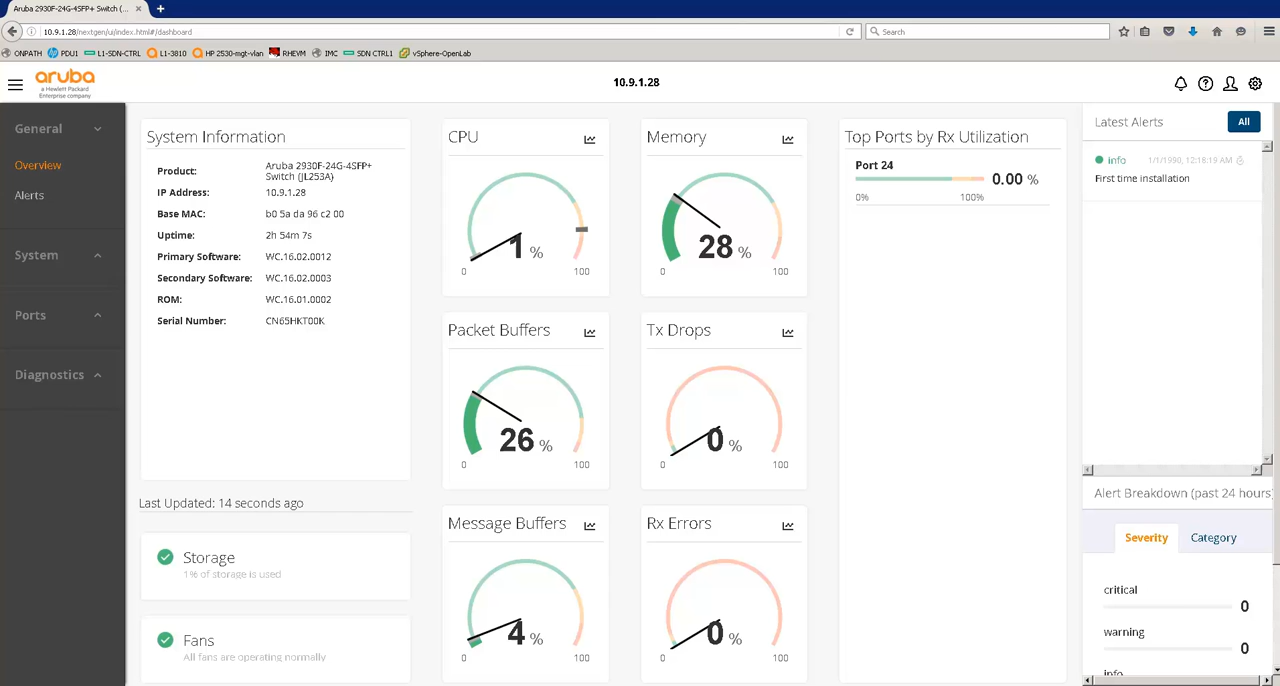 Aruba 2930F-24G-4SFP+ Switch (...
10.9.1.28/nextgen/ui/index.html#/dashboard
Search
ONPATH PDU1 L1-SDN-CTRL L1-3810 HP 2530-mgt-vlan RHEVM IMC SDN CTRL1 vSphere-OpenLab
aruba
a Hewlett Packard
Enterprise company
10.9.1.28
General
Overview
Alerts
System
Ports
Diagnostics
System Information
Product: Aruba 2930F-24G-4SFP+
Switch (JL253A)
IP Address: 10.9.1.28
Base MAC: b0 5a da 96 c2 00
Uptime: 2h 54m 7s
Primary Software: WC.16.02.0012
Secondary Software: WC.16.02.0003
ROM: WC.16.01.0002
Serial Number: CN65HKT00K
Last Updated: 14 seconds ago
Storage
1% of storage is used
Fans
All fans are operating normally
CPU
1 %
0 100
Memory
28 %
0 100
Packet Buffers
26 %
0 100
Tx Drops
0 %
0 100
Message Buffers
4 %
0 100
Rx Errors
0 %
0 100
Top Ports by Rx Utilization
Port 24
0.00 %
0% 100%
Latest Alerts
All
info 1/1/1990, 12:18:19 AM
First time installation
Alert Breakdown (past 24 hours
Severity Category
critical
0
warning
0
info